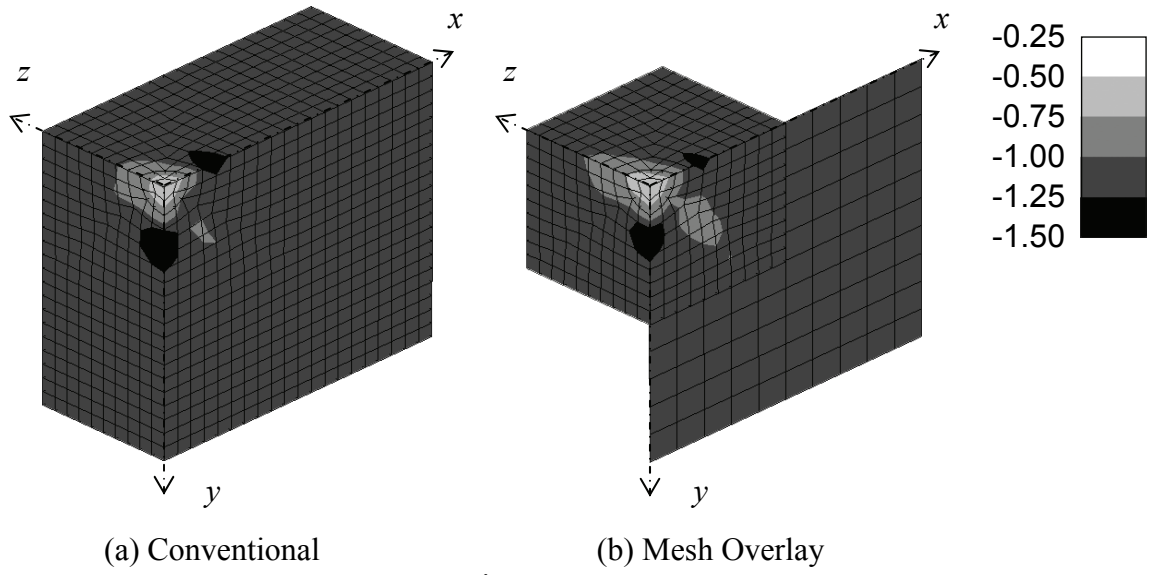 x
z
y
(a) Conventional
x
z
y
(b) Mesh Overlay
-0.25
-0.50
-0.75
-1.00
-1.25
-1.50